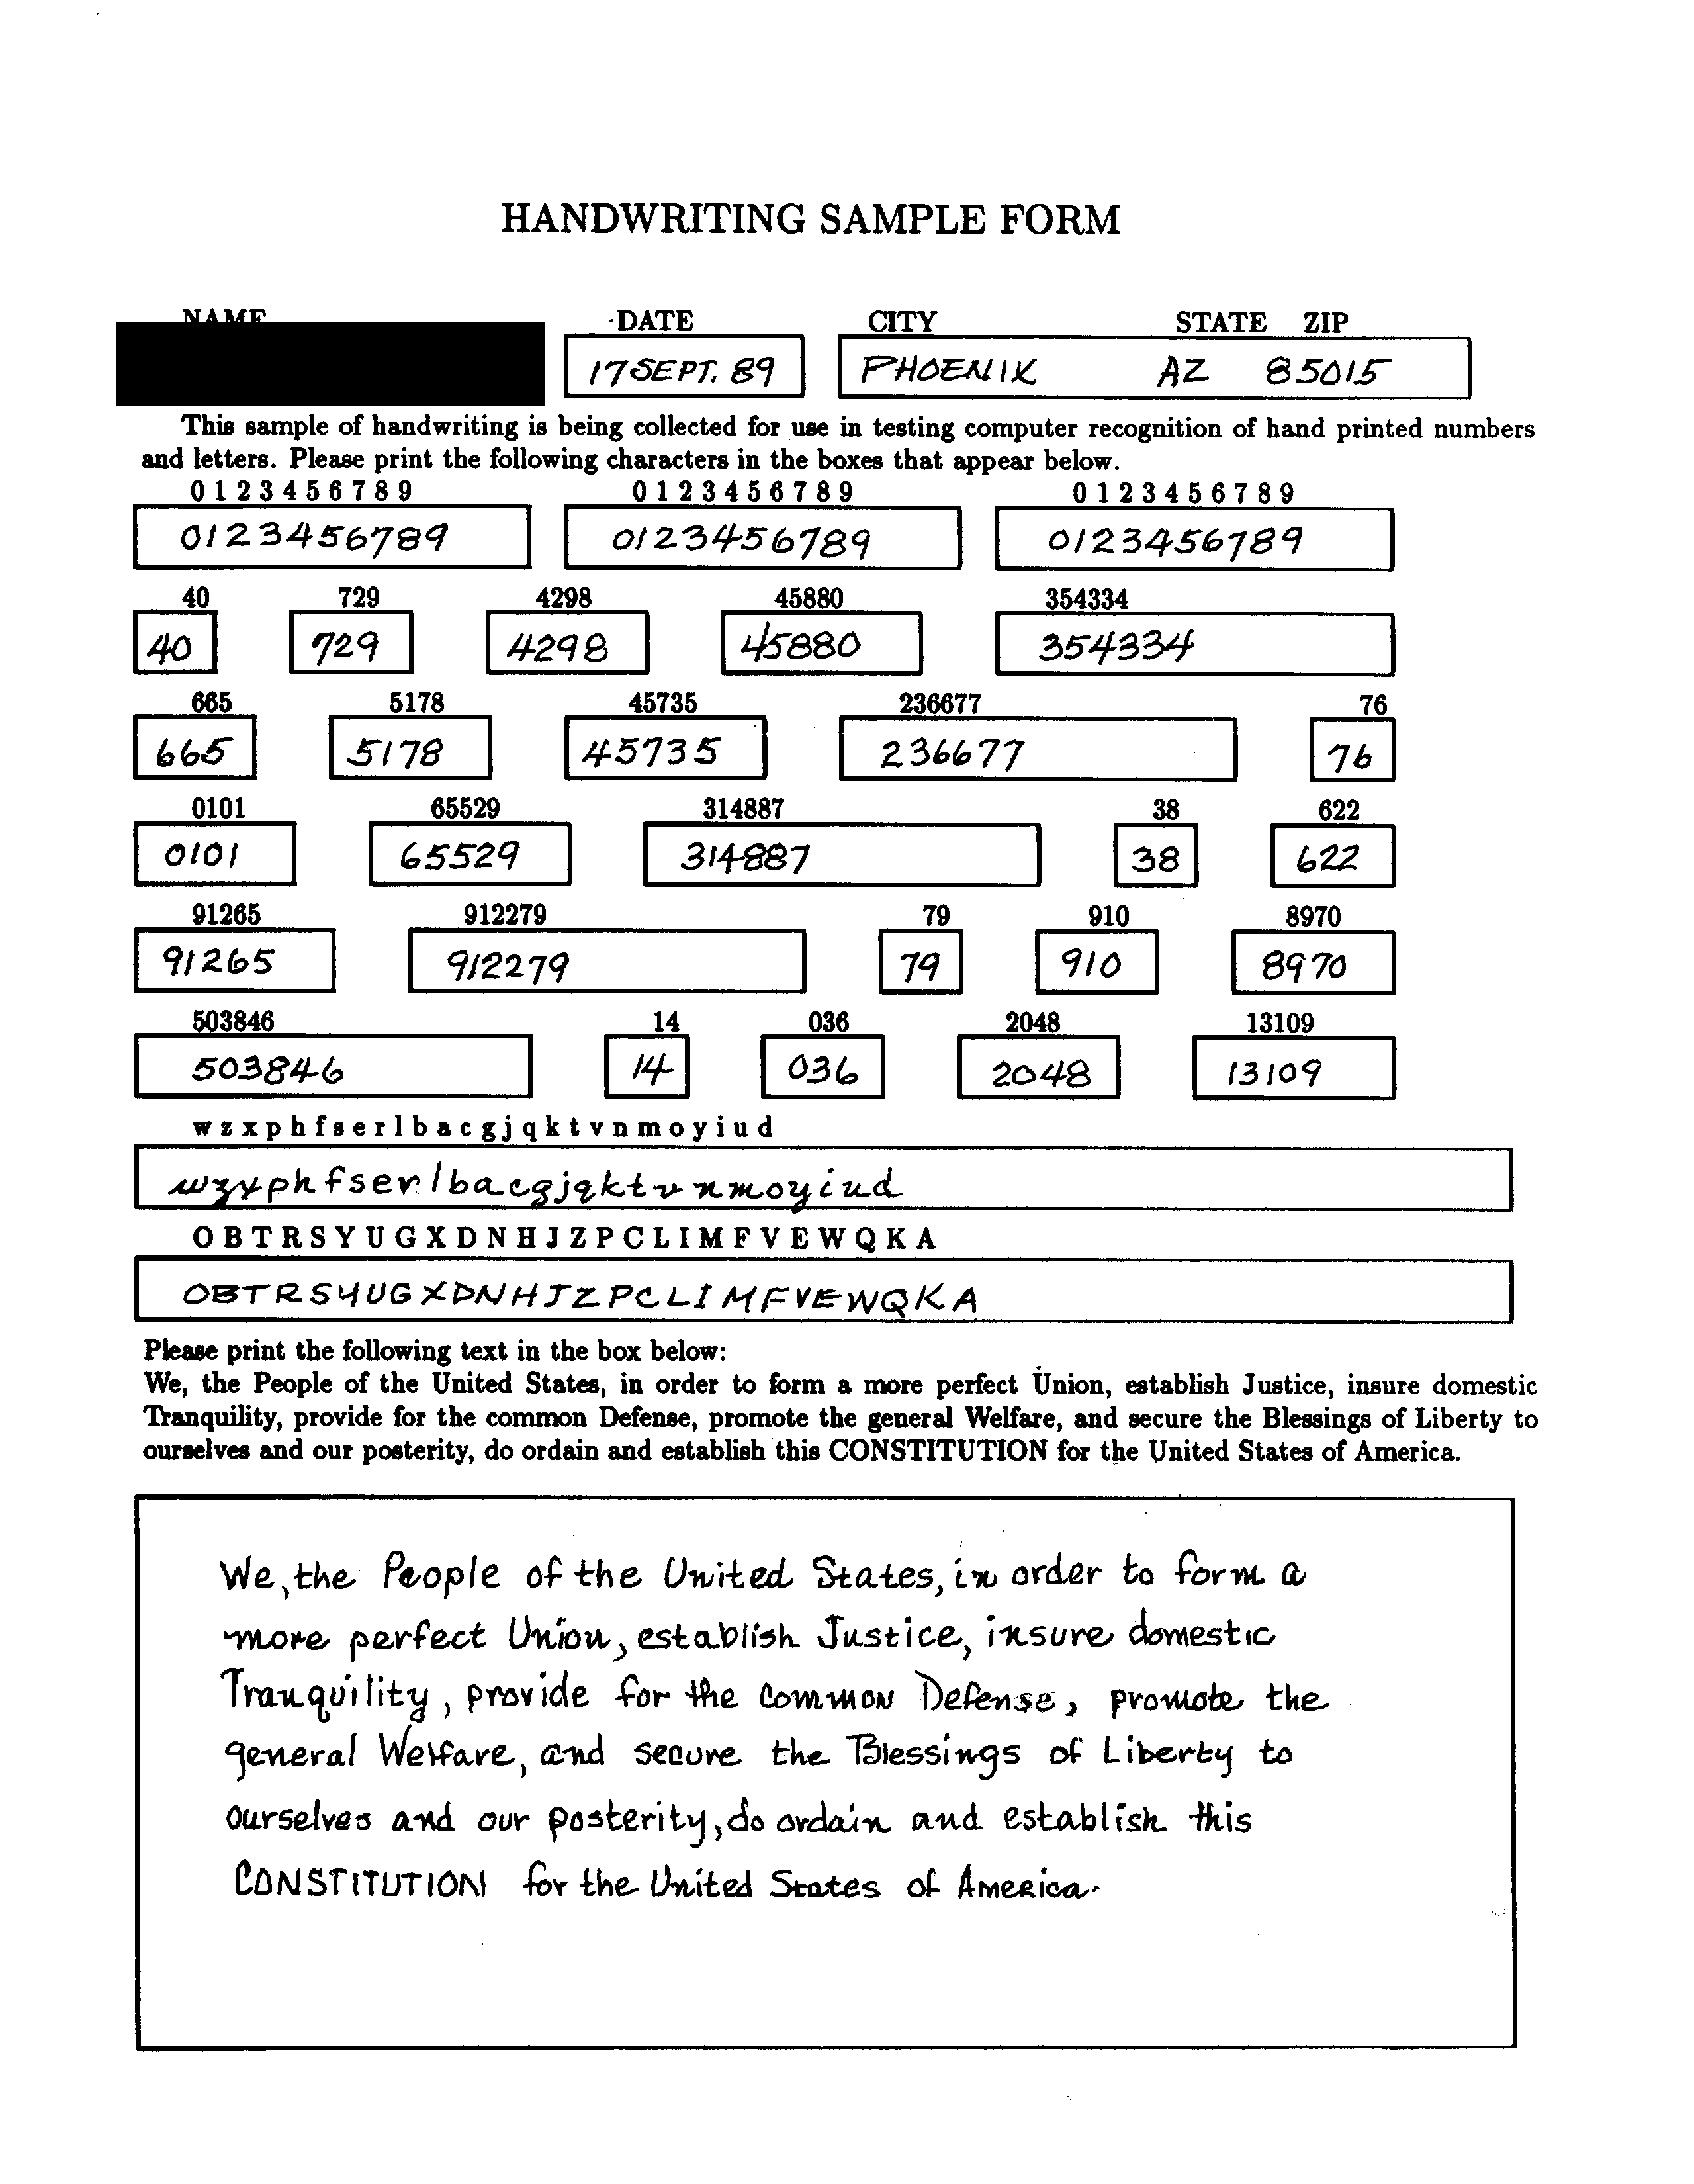 HANDWRITING SAMPLE FORM
NAME DATE CITY STATE ZIP
17 SEPT. 89 PHOENIX AZ 85015
This sample of handwriting is being collected for use in testing computer recognition of hand printed numbers
and letters. Please print the following characters in the boxes that appear below.
0 1 2 3 4 5 6 7 8 9 0 1 2 3 4 5 6 7 8 9 0 1 2 3 4 5 6 7 8 9
0123456789 0123456789 0123456789
40 729 4298 45880 354334
40 729 4298 45880 354334
665 5178 45735 236677 76
665 5178 45735 236677 76
0101 65529 314887 38 622
0101 65529 314887 38 622
91265 912279 79 910 8970
91265 912279 79 910 8970
503846 14 036 2048 13109
503846 14 036 2048 13109
w z x p h f s e r l b a c g j q k t v n m o y i u d
wzxphfserlbacgjqktvnmoyiud
O B T R S Y U G X D N H J Z P C L I M F V E W Q K A
OBTRSYUGXDNHJZPCLIMFVEWQKA
Please print the following text in the box below:
We, the People of the United States, in order to form a more perfect Union, establish Justice, insure domestic
Tranquility, provide for the common Defense, promote the general Welfare, and secure the Blessings of Liberty to
ourselves and our posterity, do ordain and establish this CONSTITUTION for the United States of America.
We, the People of the United States, in order to form a
more perfect Union, establish Justice, insure domestic
Tranquility, provide for the common Defense, promote the
general Welfare, and secure the Blessings of Liberty to
ourselves and our posterity, do ordain and establish this
CONSTITUTION for the United States of America.